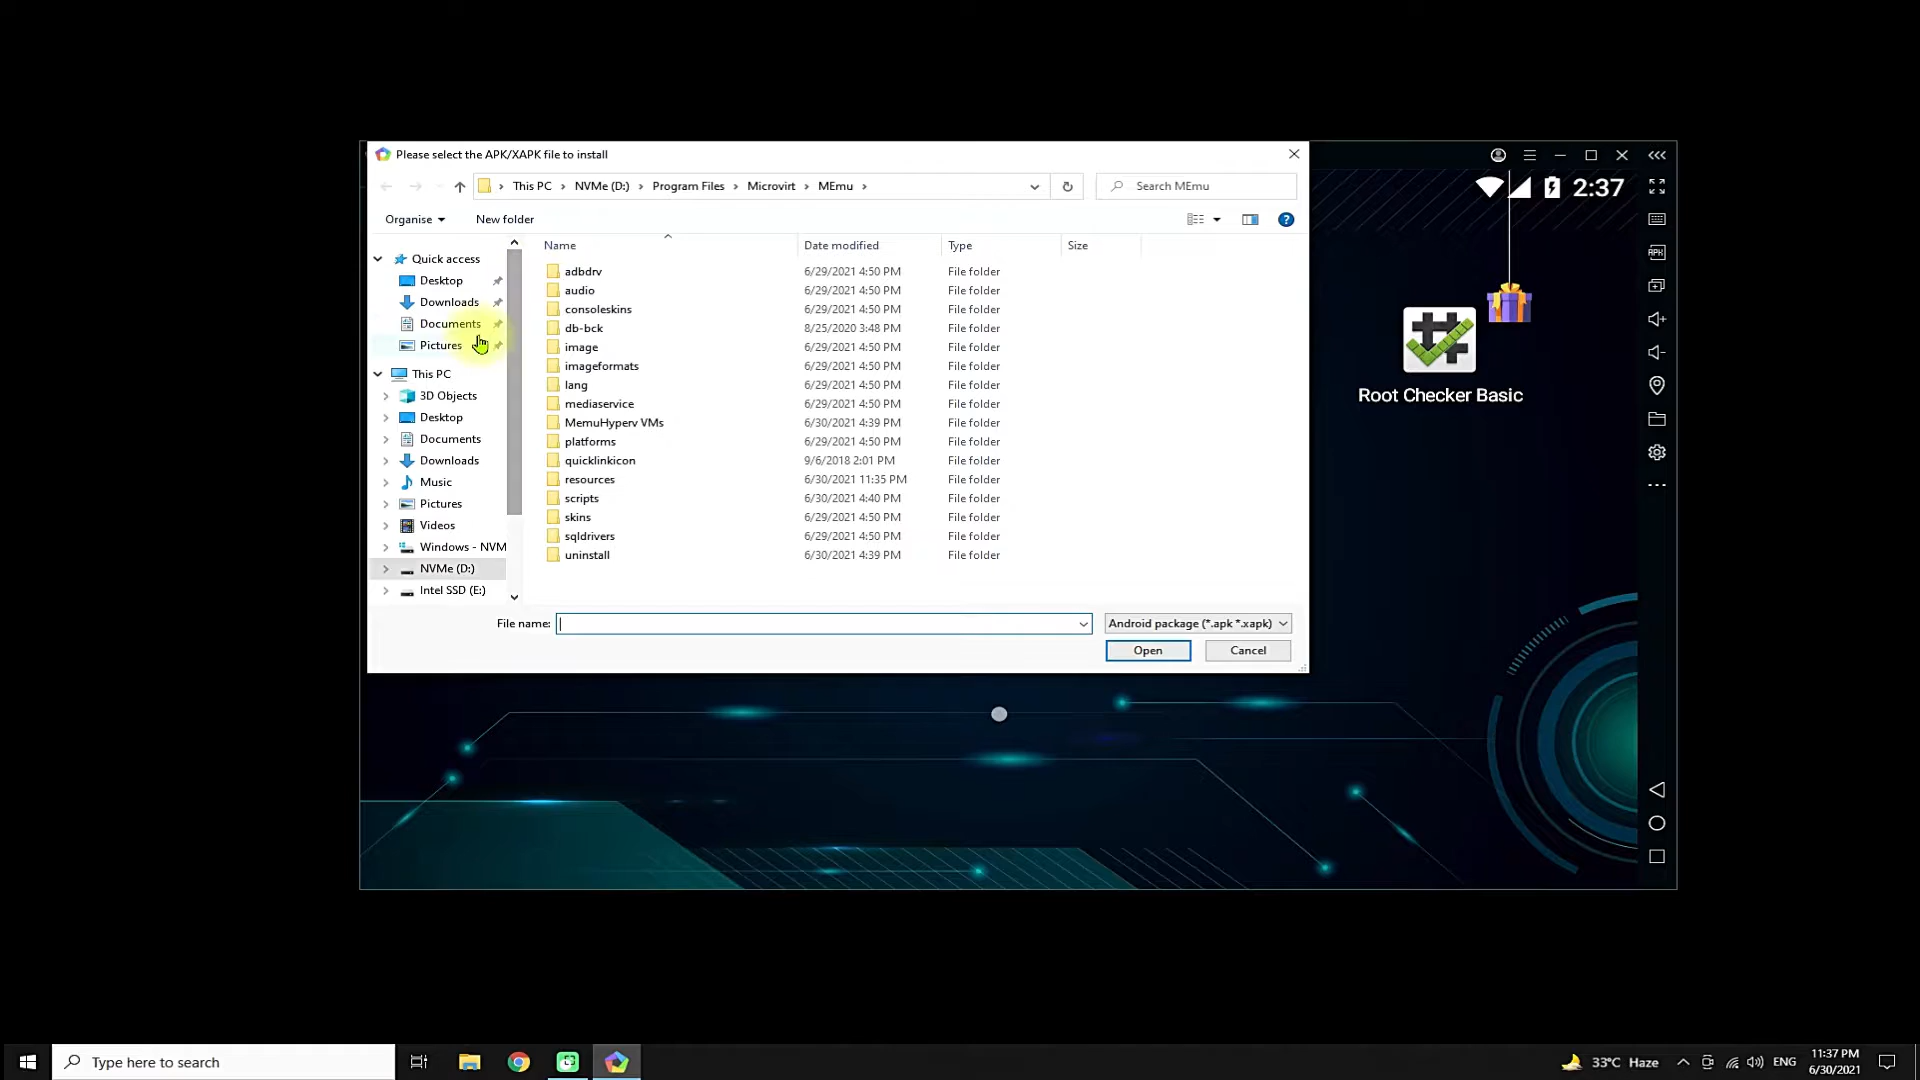 Please select the APK/XAPK file to install
This PC > NVMe (D:) > Program Files > Microvirt > MEmu >
Search MEmu
2:37
Organise
New folder
Name Date modified Type Size
Quick access
Desktop
Downloads
Documents
Pictures
This PC
3D Objects
Desktop
Documents
Downloads
Music
Pictures
Videos
Windows - NVM
NVMe (D:)
Intel SSD (E:)
adbdrv 6/29/2021 4:50 PM File folder
audio 6/29/2021 4:50 PM File folder
consoleskins 6/29/2021 4:50 PM File folder
db-bck 8/25/2020 3:48 PM File folder
image 6/29/2021 4:50 PM File folder
imageformats 6/29/2021 4:50 PM File folder
lang 6/29/2021 4:50 PM File folder
mediaservice 6/29/2021 4:50 PM File folder
MemuHyperv VMs 6/30/2021 4:39 PM File folder
platforms 6/29/2021 4:50 PM File folder
quicklinkicon 9/6/2018 2:01 PM File folder
resources 6/30/2021 11:35 PM File folder
scripts 6/30/2021 4:40 PM File folder
skins 6/29/2021 4:50 PM File folder
sqldrivers 6/29/2021 4:50 PM File folder
uninstall 6/30/2021 4:39 PM File folder
File name:
Android package (*.apk *.xapk)
Open
Cancel
APK
Root Checker Basic
Type here to search
33°C Haze
ENG
11:37 PM
6/30/2021